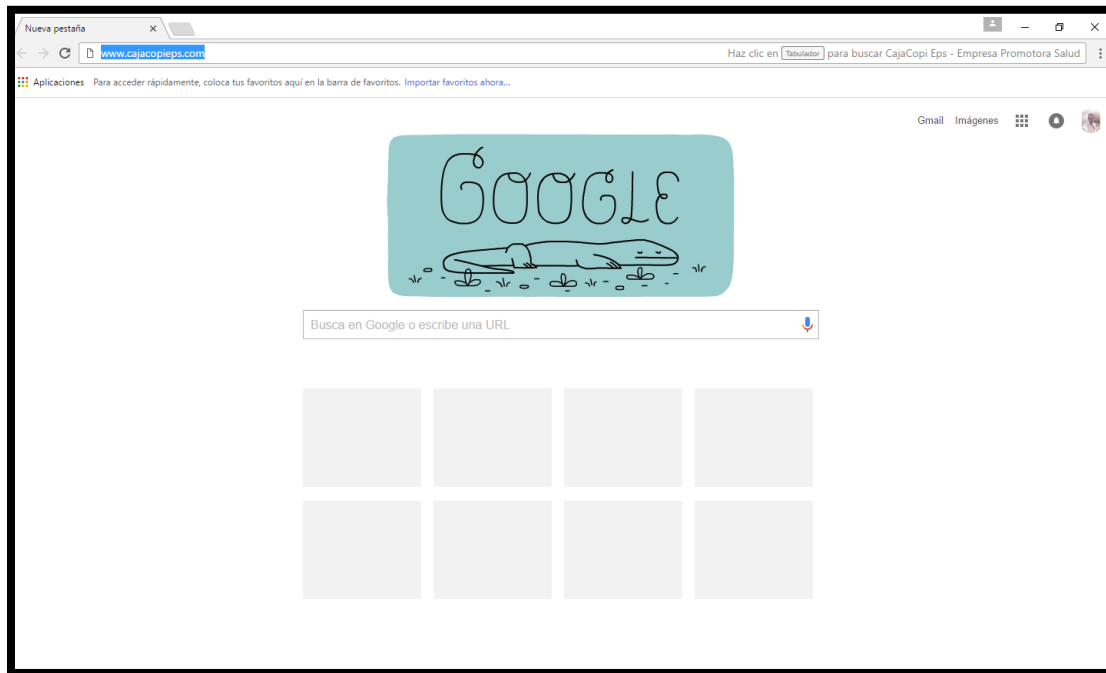 Nueva pestaña
www.cajacopieps.com
Haz clic en Tabulador para buscar CajaCopi Eps - Empresa Promotora Salud
Aplicaciones Para acceder rápidamente, coloca tus favoritos aquí en la barra de favoritos. Importar favoritos ahora...
Gmail Imágenes
GOOGLE
Busca en Google o escribe una URL